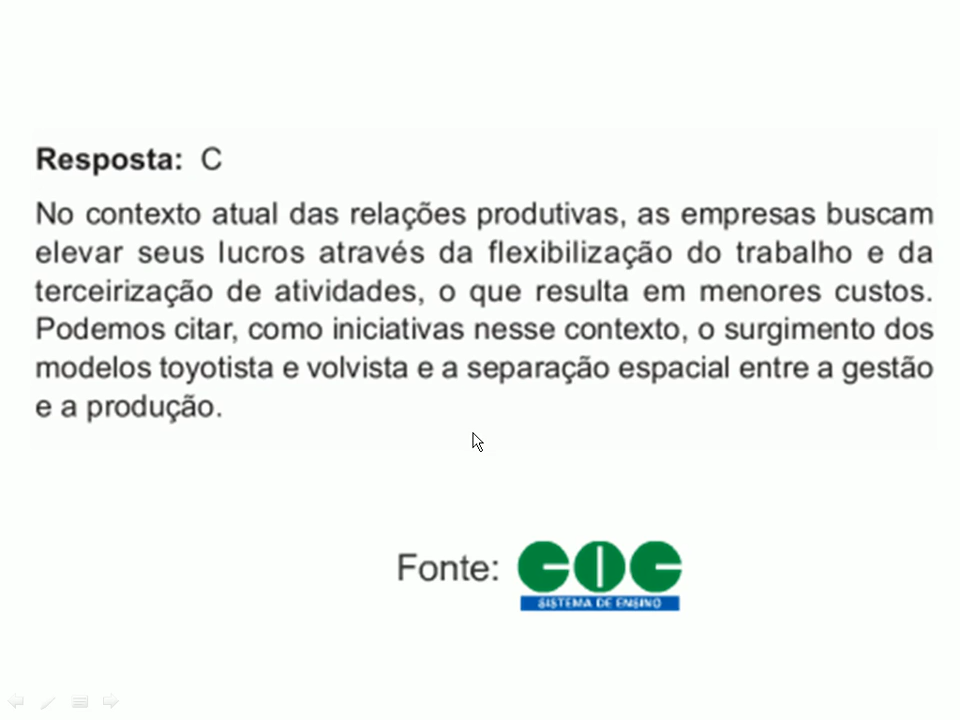 Resposta: C
No contexto atual das relações produtivas, as empresas buscam
elevar seus lucros através da flexibilização do trabalho e da
terceirização de atividades, o que resulta em menores custos.
Podemos citar, como iniciativas nesse contexto, o surgimento dos
modelos toyotista e volvista e a separação espacial entre a gestão
e a produção.
Fonte: COC
SISTEMA DE ENSINO